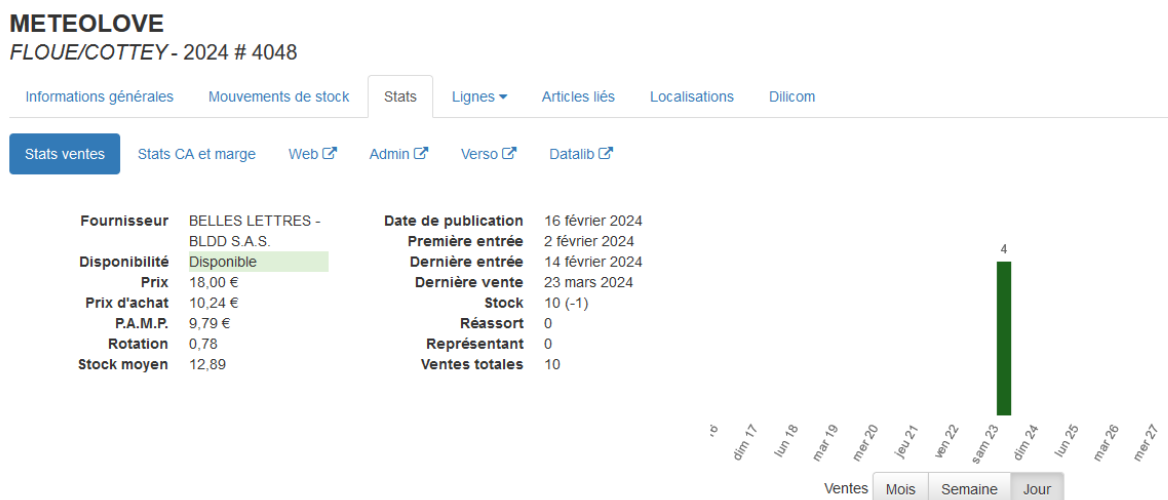 METEOLOVE
FLOUE/COTTEY - 2024 # 4048
Informations générales Mouvements de stock Stats Lignes Articles liés Localisations Dilicom
Stats ventes Stats CA et marge Web Admin Verso Datalib
Fournisseur BELLES LETTRES -
BLDD S.A.S.
Disponibilité Disponible
Prix 18,00 €
Prix d'achat 10,24 €
P.A.M.P. 9,79 €
Rotation 0,78
Stock moyen 12,89
Date de publication 16 février 2024
Première entrée 2 février 2024
Dernière entrée 14 février 2024
Dernière vente 23 mars 2024
Stock 10 (-1)
Réassort 0
Représentant 0
Ventes totales 10
4
dim 17 lun 18 mar 19 mer 20 jeu 21 ven 22 sam 23 dim 24 lun 25 mar 26 mer 27
Ventes Mois Semaine Jour